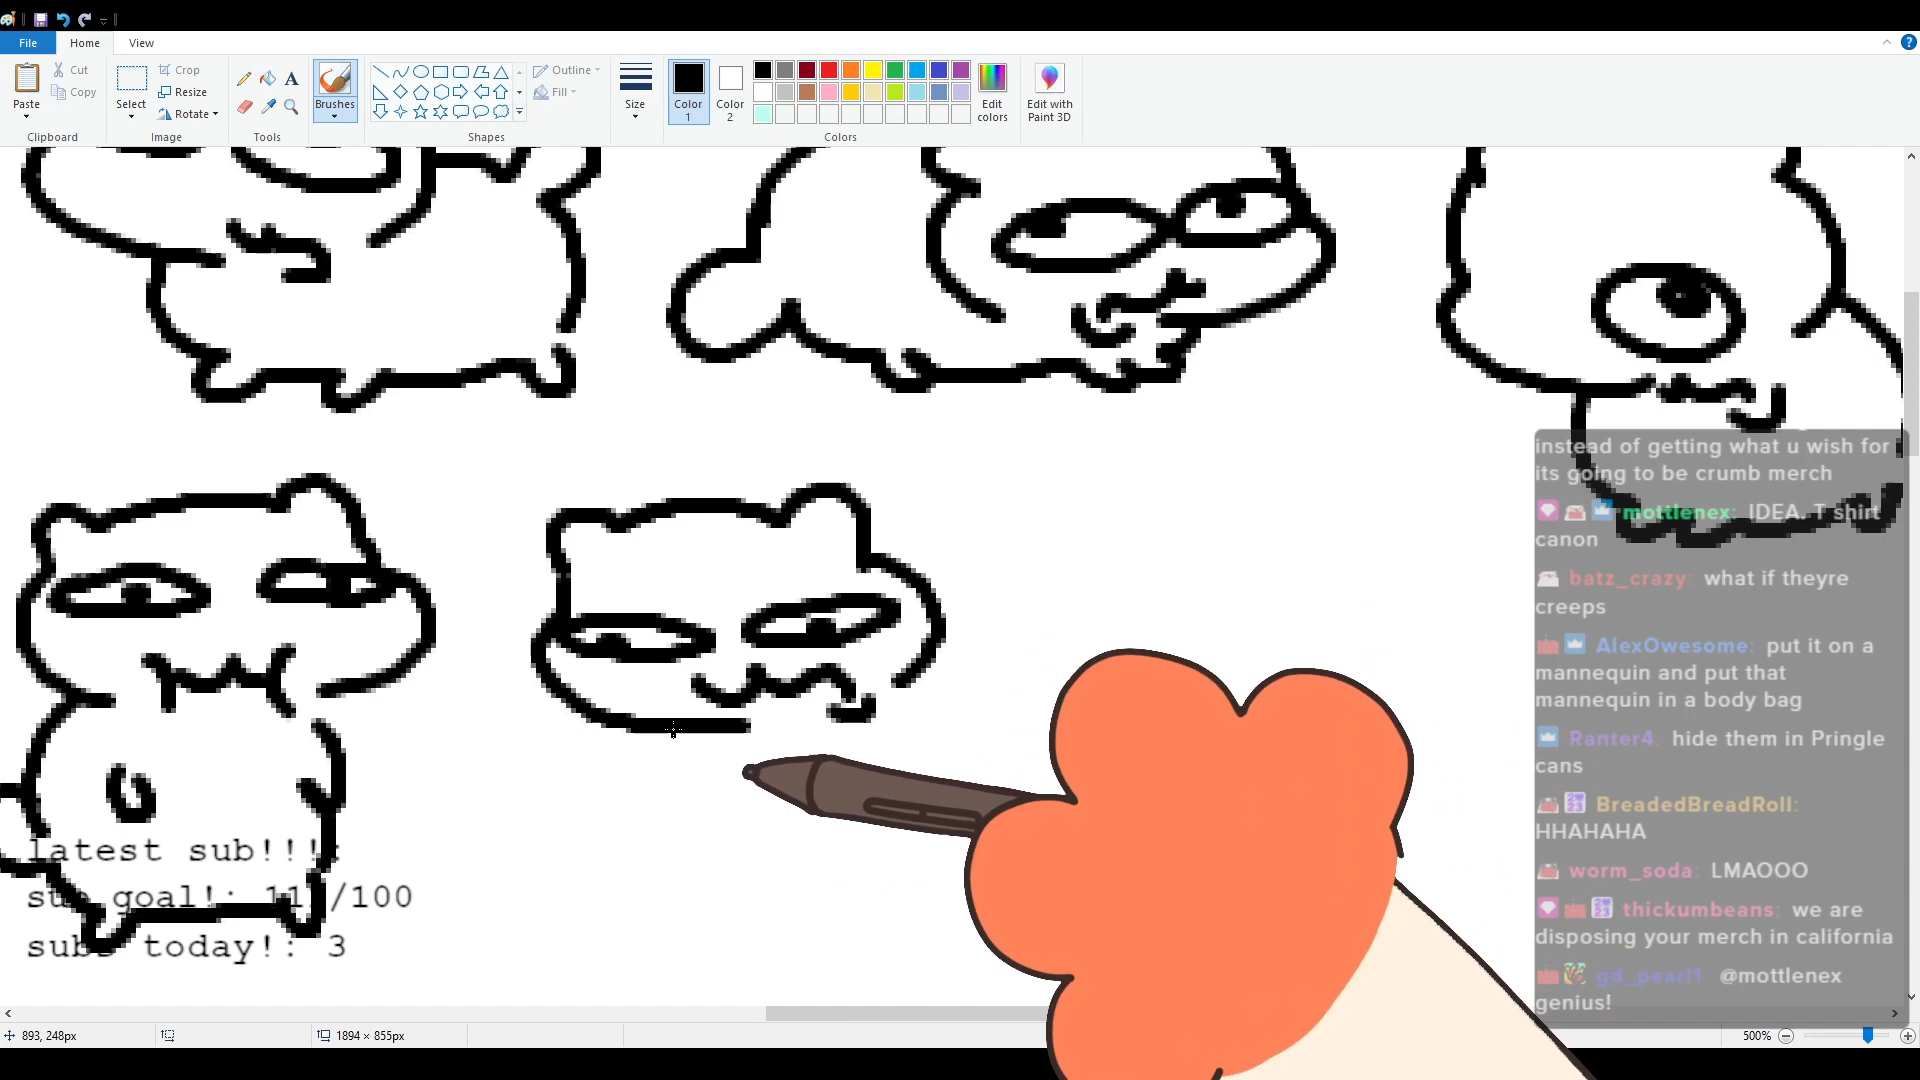 File Home View
Cut
Copy
Paste
Clipboard
Crop
Resize
Rotate
Select
Image
Tools
Brushes
Outline
Fill
Shapes
Size
Color
1
Color
2
Edit
colors
Colors
Edit with
Paint 3D
instead of getting what u wish for
its going to be crumb merch
mottlenex: IDEA. T shirt
canon
batz_crazy: what if theyre
creeps
AlexOwesome: put it on a
mannequin and put that
mannequin in a body bag
Ranter4: hide them in Pringle
cans
BreadedBreadRoll:
HHAHAHA
worm_soda: LMAOOO
thickumbeans: we are
disposing your merch in california
gd_pearl1: @mottlenex
genius!
latest sub!!!:
sub goal!: 117/100
subs today!: 3
893, 248px
1894 × 855px
500%